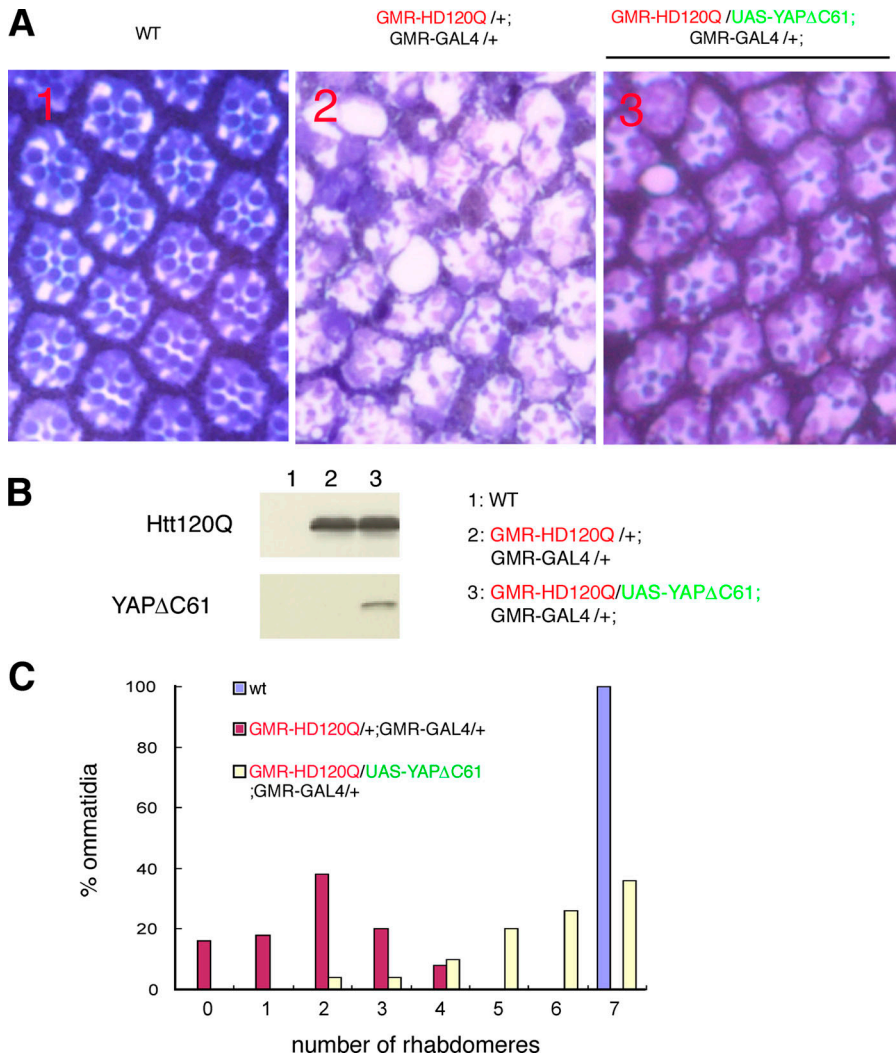 A
WT
GMR-HD120Q/+;
GMR-GAL4/+
GMR-HD120Q/UAS-YAPΔC61;
GMR-GAL4/+;
1
2
3
B
1 2 3
Htt120Q
YAPΔC61
1: WT
2: GMR-HD120Q/+;
GMR-GAL4/+
3: GMR-HD120Q/UAS-YAPΔC61;
GMR-GAL4/+;
C
% ommatidia
100
80
60
40
20
0
wt
GMR-HD120Q/+;GMR-GAL4/+
GMR-HD120Q/UAS-YAPΔC61
;GMR-GAL4/+
0 1 2 3 4 5 6 7
number of rhabdomeres